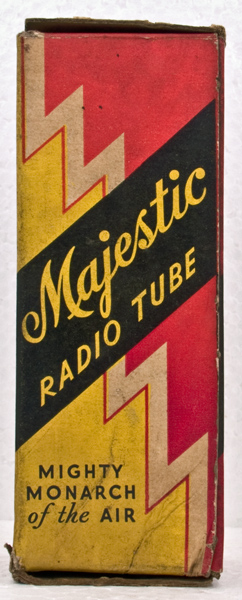 Majestic
RADIO TUBE
MIGHTY
MONARCH
of the AIR